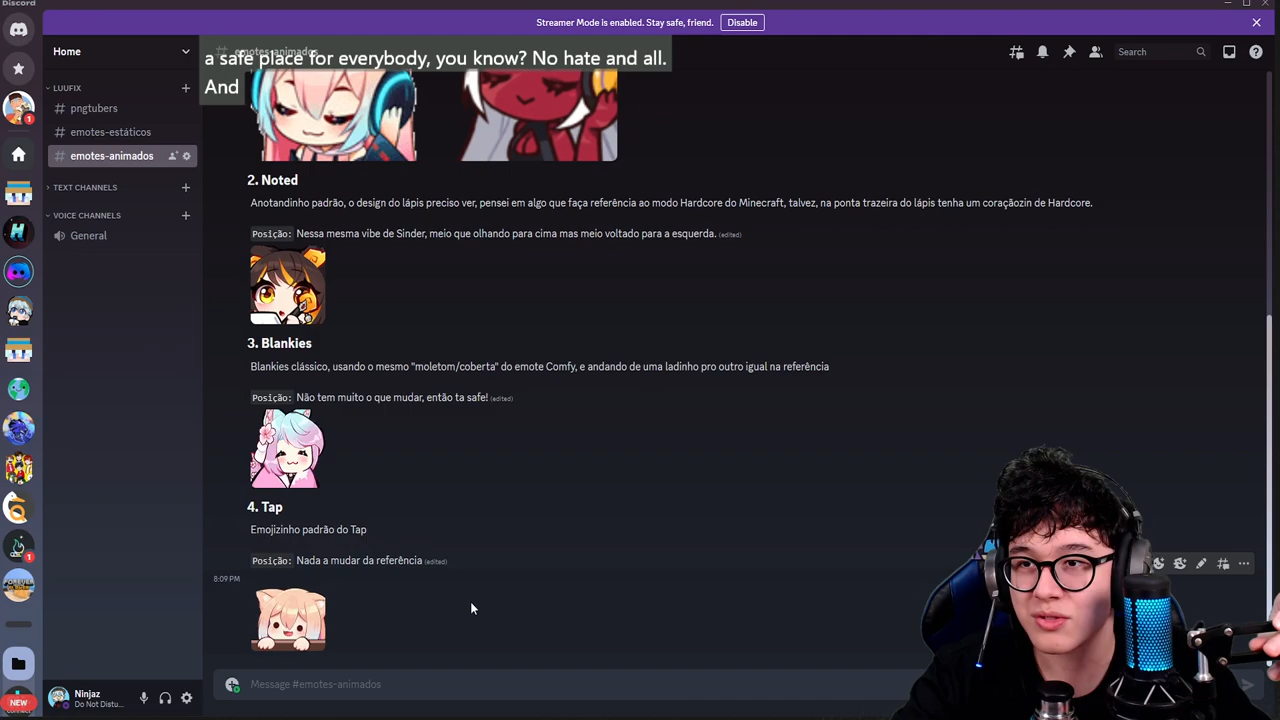 Discord
Streamer Mode is enabled. Stay safe, friend.
Disable
Home
# emotes-animados
Search
a safe place for everybody, you know? No hate and all.
And
LUUFIX
pngtubers
emotes-estáticos
emotes-animados
TEXT CHANNELS
VOICE CHANNELS
General
2. Noted
Anotandinho padrão, o design do lápis preciso ver, pensei em algo que faça referência ao modo Hardcore do Minecraft, talvez, na ponta trazeira do lápis tenha um coraçãozin de Hardcore.
Posição: Nessa mesma vibe de Sinder, meio que olhando para cima mas meio voltado para a esquerda. (edited)
3. Blankies
Blankies clássico, usando o mesmo "moletom/coberta" do emote Comfy, e andando de uma ladinho pro outro igual na referência
Posição: Não tem muito o que mudar, então ta safe! (edited)
4. Tap
Emojizinho padrão do Tap
Posição: Nada a mudar da referência (edited)
8:09 PM
Message #emotes-animados
Ninjaz
Do Not Distu...
NEW
1
1